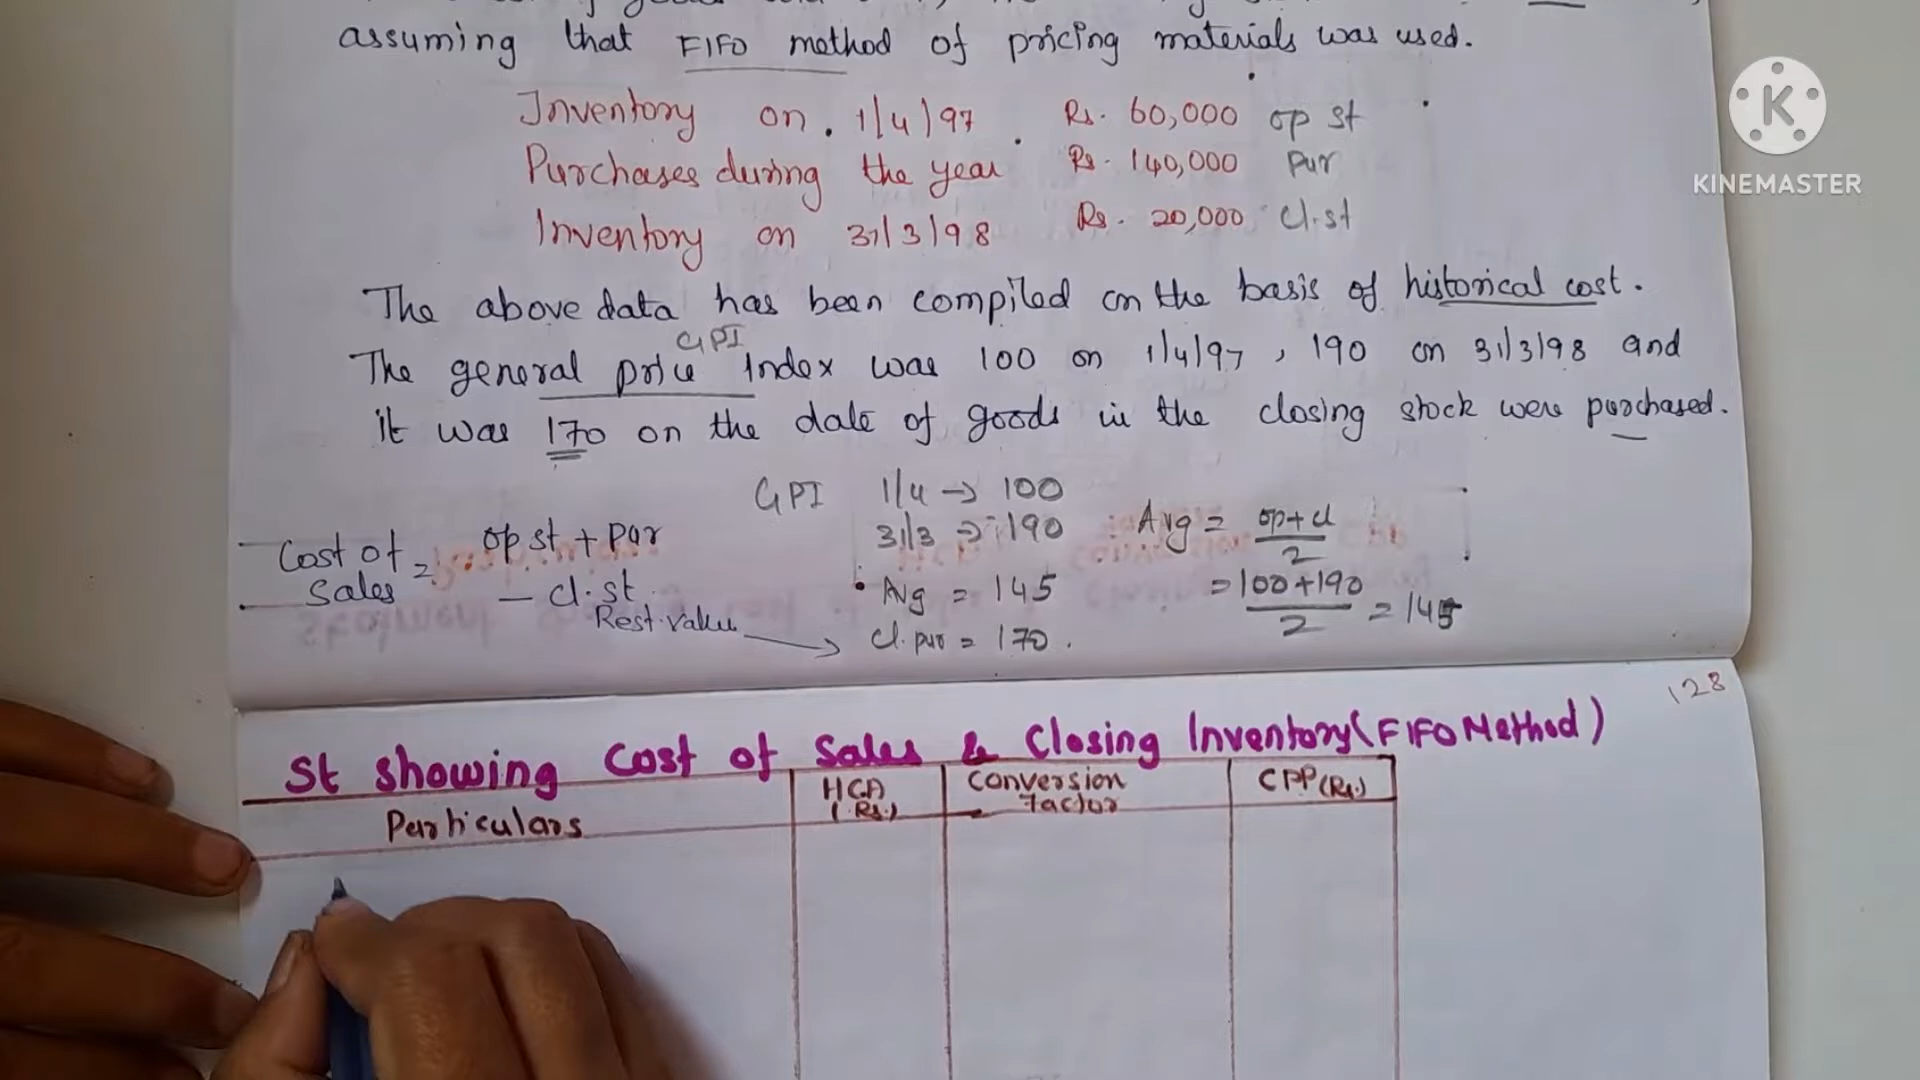 assuming that FIFO method of pricing materials was used.
Inventory on 1/4/97 Rs. 60,000 op st
Purchases during the year Rs. 140,000 Pur
Inventory on 31/3/98 Rs. 20,000 cl.st
K
KINEMASTER
The above data has been compiled on the basis of historical cost.
GPI
The general price Index was 100 on 1/4/97, 190 on 31/3/98 and
it was 170 on the date of goods in the closing stock were purchased.
GPI 1/4 → 100
31/3 => 190
Avg = 145
cl. pur = 170.
Avg = op+cl
2
= 100+190
2
= 145
Cost of Sales = op st + Pur
- cl.st.
Rest. value →
128
St showing Cost of Sales & Closing Inventory (FIFO Method)
Particulars
HCA (Rs.)
Conversion factor
CPP (Rs.)